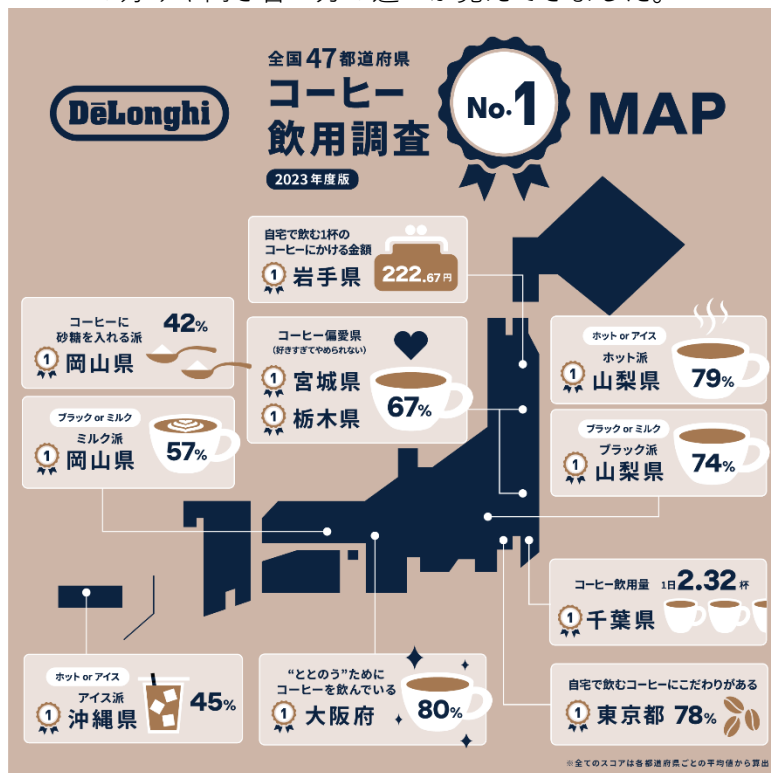 DeLonghi
全国47都道府県
コーヒー
飲用調査
2023年度版
No.1
MAP
自宅で飲む1杯の
コーヒーにかける金額
1 岩手県
222.67円
コーヒーに
砂糖を入れる派
42%
1 岡山県
コーヒー偏愛県
(好きすぎてやめられない)
1 宮城県
1 栃木県
67%
ホット or アイス
ホット派
1 山梨県
79%
ブラック or ミルク
ミルク派
1 岡山県
57%
ブラック or ミルク
ブラック派
1 山梨県
74%
コーヒー飲用量 1日2.32杯
1 千葉県
ホット or アイス
アイス派
1 沖縄県
45%
“ととのう”ために
コーヒーを飲んでいる
1 大阪府
80%
自宅で飲むコーヒーにこだわりがある
1 東京都 78%
※全てのスコアは各都道府県ごとの平均値から算出